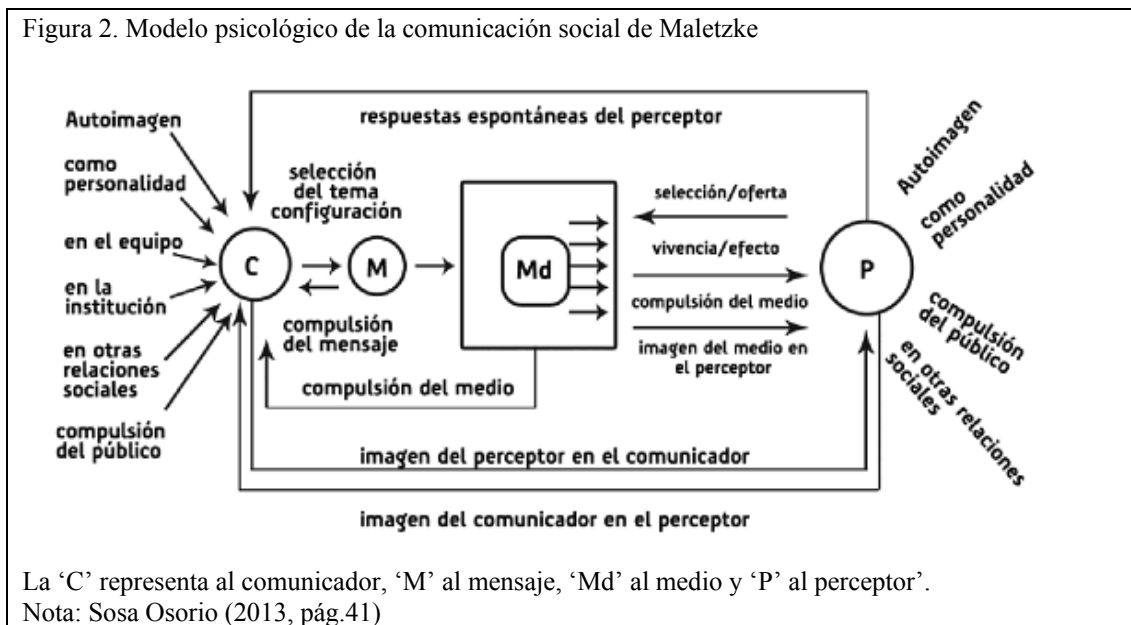 Figura 2. Modelo psicológico de la comunicación social de Maletzke
respuestas espontáneas del perceptor
Autoimagen
como
personalidad
en el equipo
en la
institución
en otras
relaciones
sociales
compulsión
del público
C
selección
del tema
configuración
M
compulsión
del mensaje
compulsión del medio
Md
selección/oferta
vivencia/efecto
compulsión del medio
imagen del medio en
el perceptor
P
Autoimagen
como
personalidad
compulsión
del público
en otras relaciones
sociales
imagen del perceptor en el comunicador
imagen del comunicador en el perceptor
La ‘C’ representa al comunicador, ‘M’ al mensaje, ‘Md’ al medio y ‘P’ al perceptor’.
Nota: Sosa Osorio (2013, pág.41)